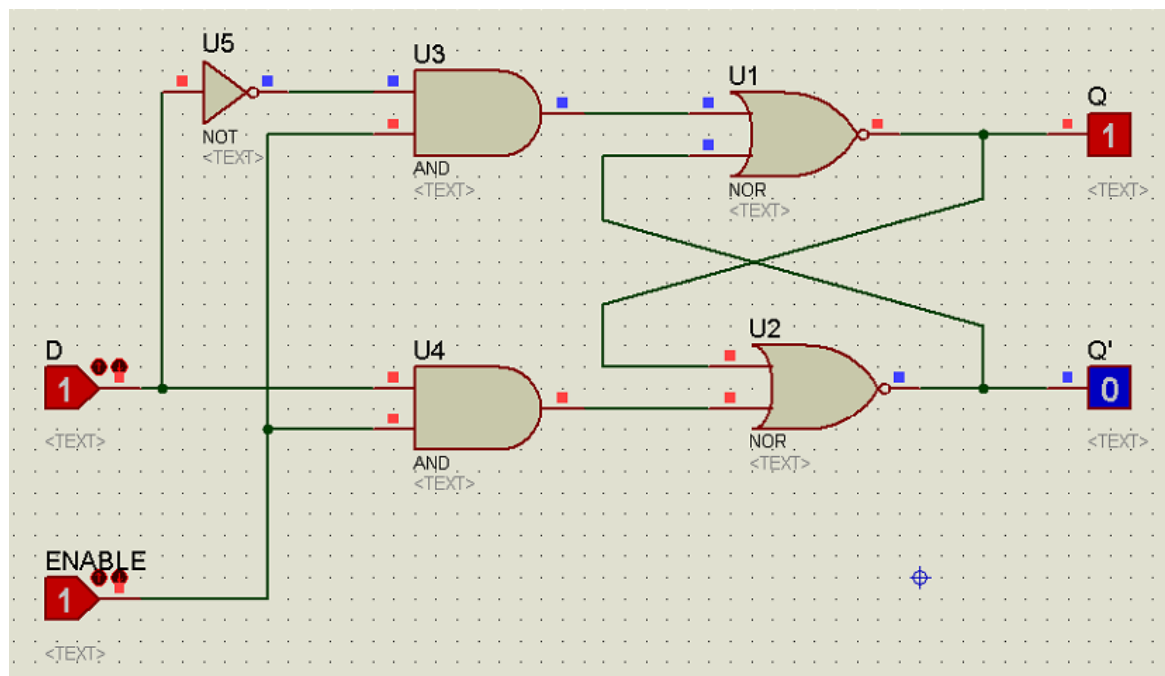 U5
NOT
<TEXT>
U3
AND
<TEXT>
U1
NOR
<TEXT>
Q
1
<TEXT>
D
1
<TEXT>
U4
AND
<TEXT>
U2
NOR
<TEXT>
Q'
0
<TEXT>
ENABLE
1
<TEXT>